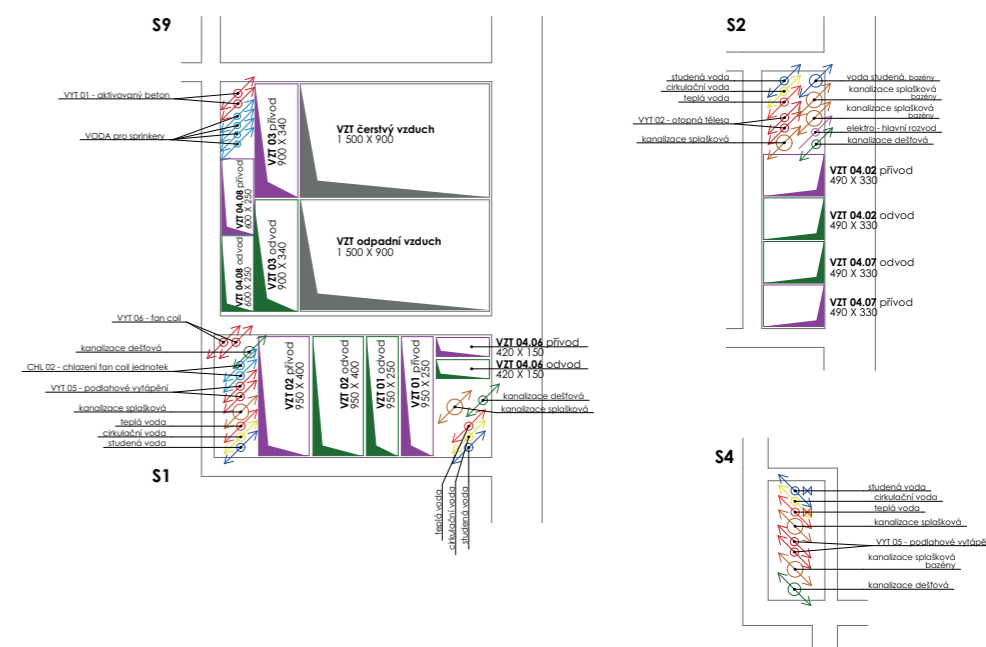 S9
VYT 01 - aktivovaný beton
VODA pro sprinkery
VZT 03 přívod
900 X 340
VZT čerstvý vzduch
1 500 X 900
VZT 04.08 přívod
600 X 250
VZT 04.08 odvod
600 X 250
VZT 03 odvod
900 X 340
VZT odpadní vzduch
1 500 X 900
VYT 06 - fan coil
kanalizace dešťová
CHL 02 - chlazení fan coil jednotek
VYT 05 - podlahové vytápění
kanalizace splašková
teplá voda
cirkulační voda
studená voda
VZT 02 přívod
950 X 400
VZT 02 odvod
950 X 400
VZT 01 odvod
950 X 250
VZT 01 přívod
950 X 250
VZT 04.06 přívod
420 X 150
VZT 04.06 odvod
420 X 150
kanalizace dešťová
kanalizace splašková
teplá voda
cirkulační voda
studená voda
S1
S2
studená voda
cirkulační voda
teplá voda
VYT 02 - otopná tělesa
kanalizace splašková
voda studená, bazény
kanalizace splašková
bazény
kanalizace splašková
bazény
elektro - hlavní rozvod
kanalizace dešťová
VZT 04.02 přívod
490 X 330
VZT 04.02 odvod
490 X 330
VZT 04.07 odvod
490 X 330
VZT 04.07 přívod
490 X 330
S4
studená voda
cirkulační voda
teplá voda
kanalizace splašková
VYT 05 - podlahové vytápě
kanalizace splašková
bazény
kanalizace dešťová